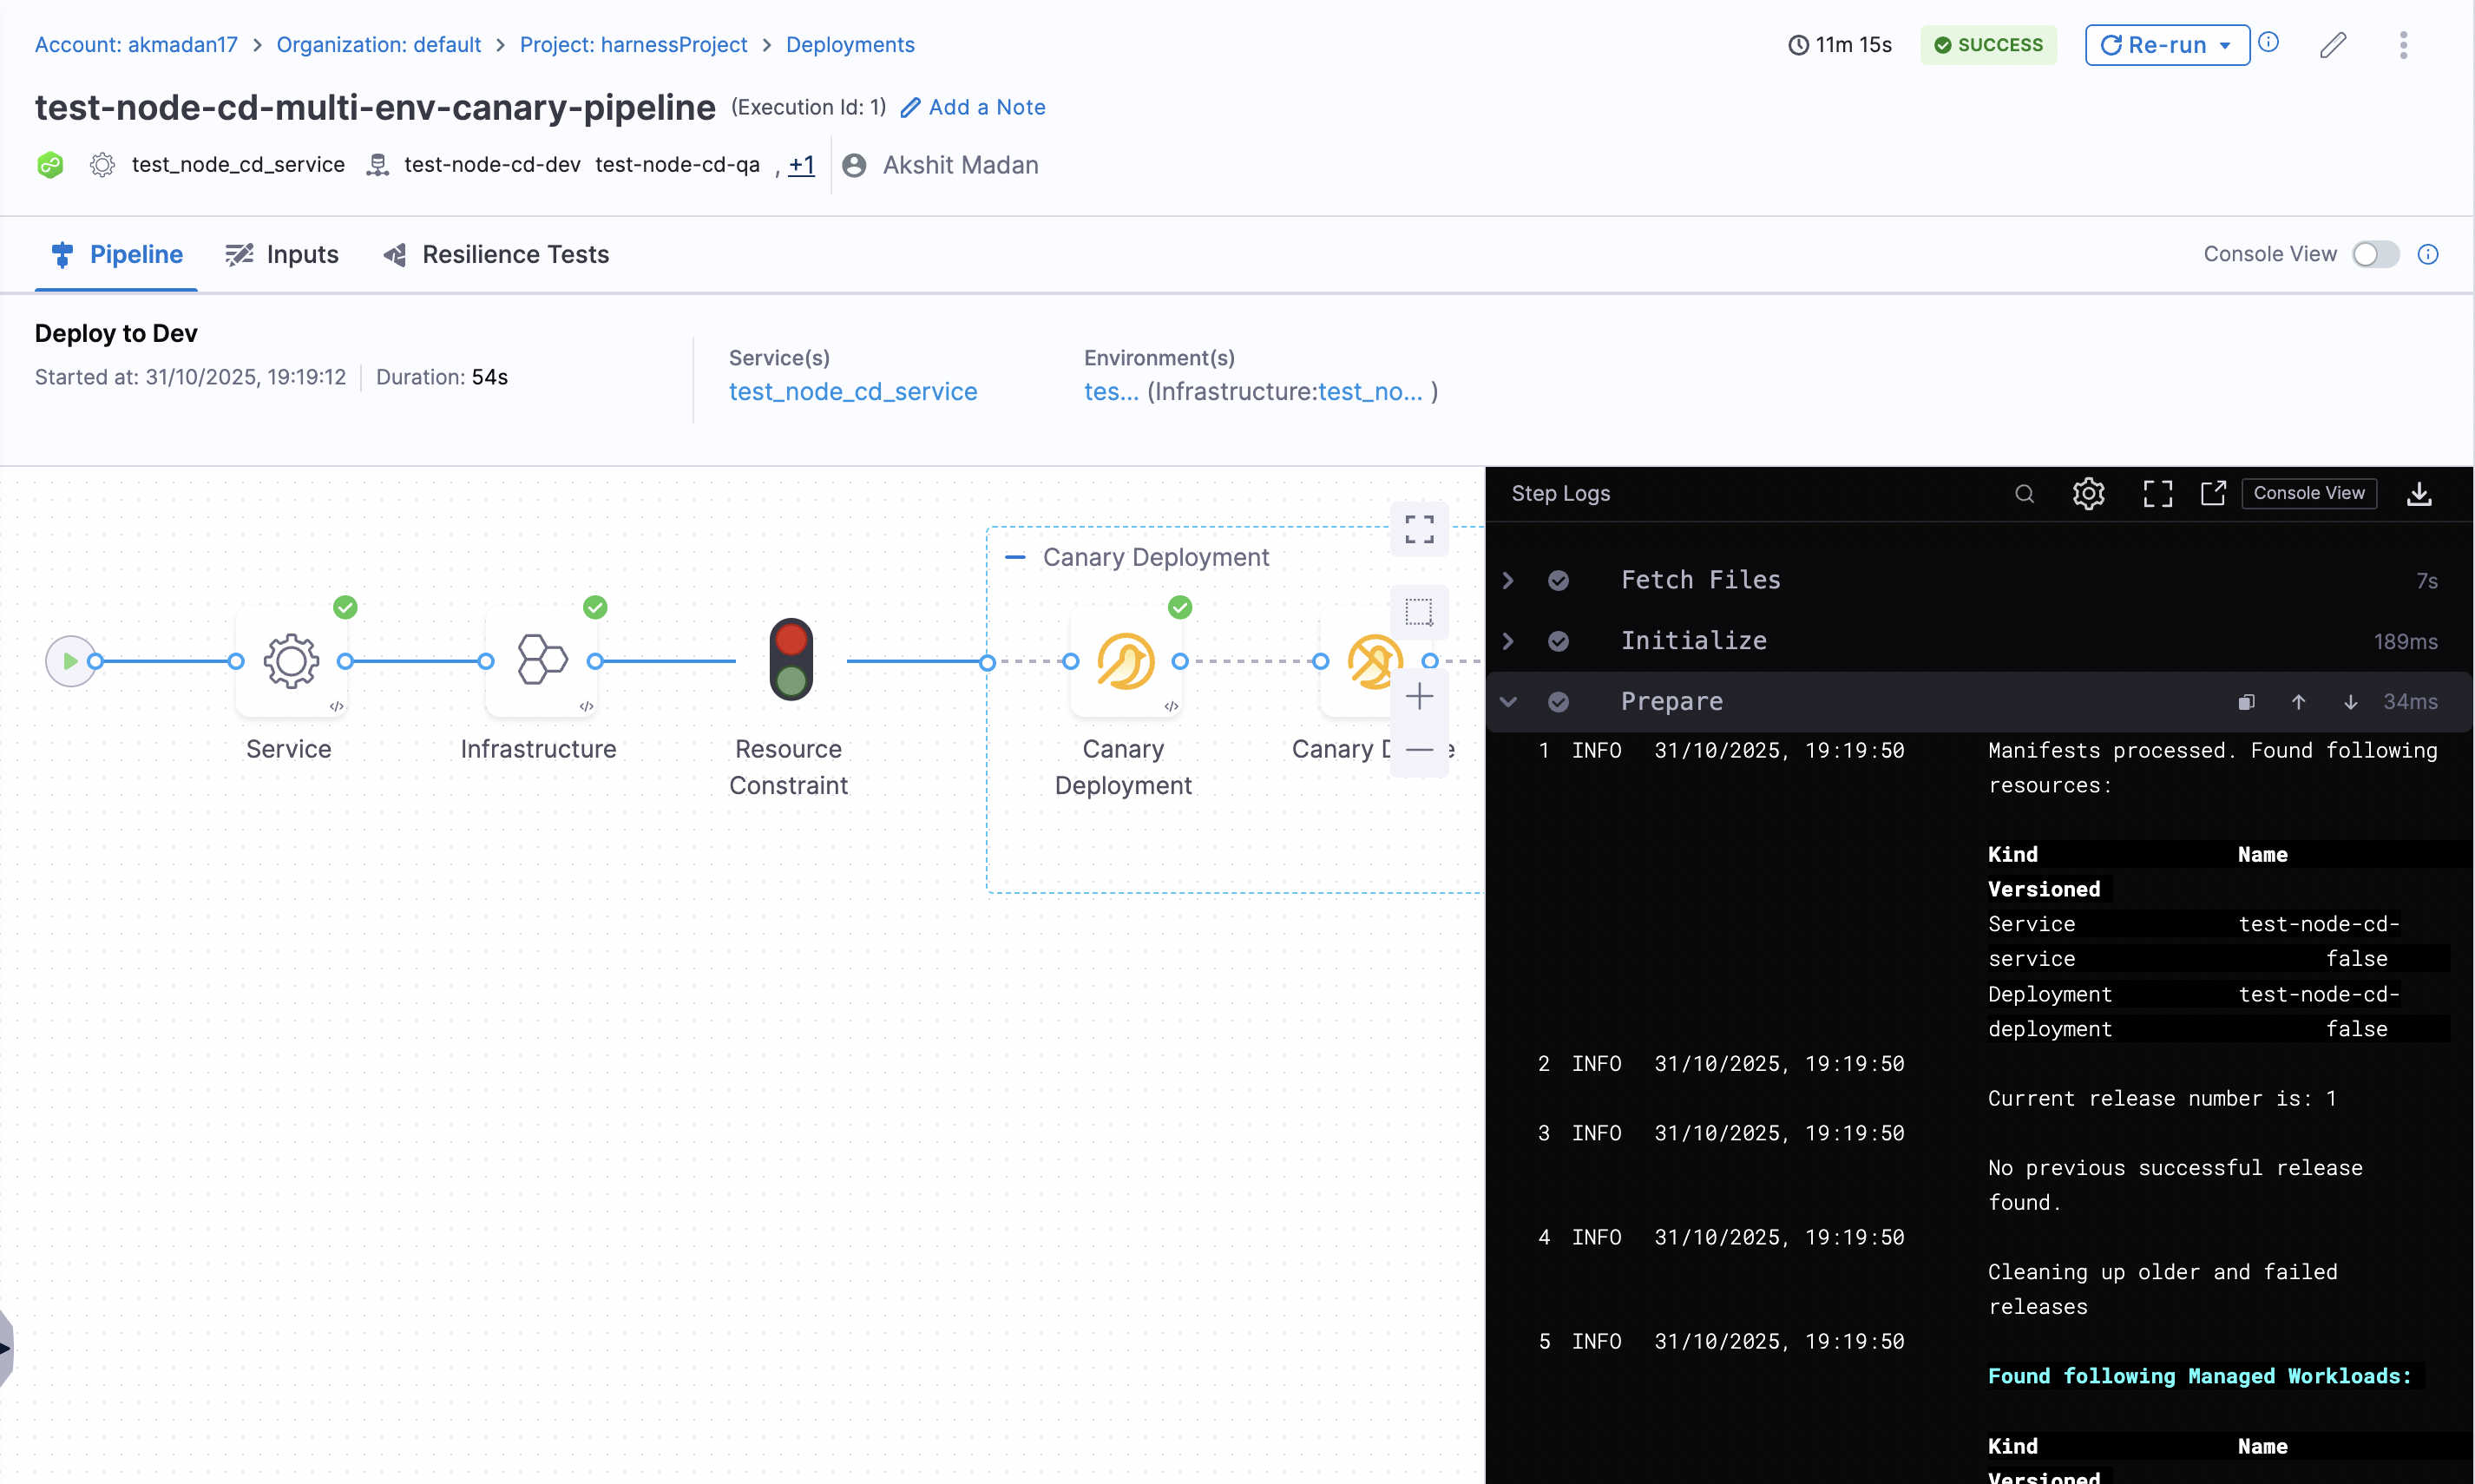 Account: akmadan17 > Organization: default > Project: harnessProject > Deployments
11m 15s
SUCCESS
Re-run
test-node-cd-multi-env-canary-pipeline (Execution Id: 1) Add a Note
test_node_cd_service test-node-cd-dev test-node-cd-qa , +1 Akshit Madan
Pipeline Inputs Resilience Tests
Console View
Deploy to Dev
Started at: 31/10/2025, 19:19:12 Duration: 54s
Service(s)
test_node_cd_service
Environment(s)
tes... (Infrastructure:test_no... )
Canary Deployment
Service
Infrastructure
Resource
Constraint
Canary
Deployment
Canary
Step Logs
Console View
Fetch Files 7s
Initialize 189ms
Prepare 34ms
1 INFO 31/10/2025, 19:19:50 Manifests processed. Found following
resources:
Kind Name
Versioned
Service test-node-cd-
service false
Deployment test-node-cd-
deployment false
2 INFO 31/10/2025, 19:19:50
Current release number is: 1
3 INFO 31/10/2025, 19:19:50
No previous successful release
found.
4 INFO 31/10/2025, 19:19:50
Cleaning up older and failed
releases
5 INFO 31/10/2025, 19:19:50
Found following Managed Workloads:
Kind Name
Versioned